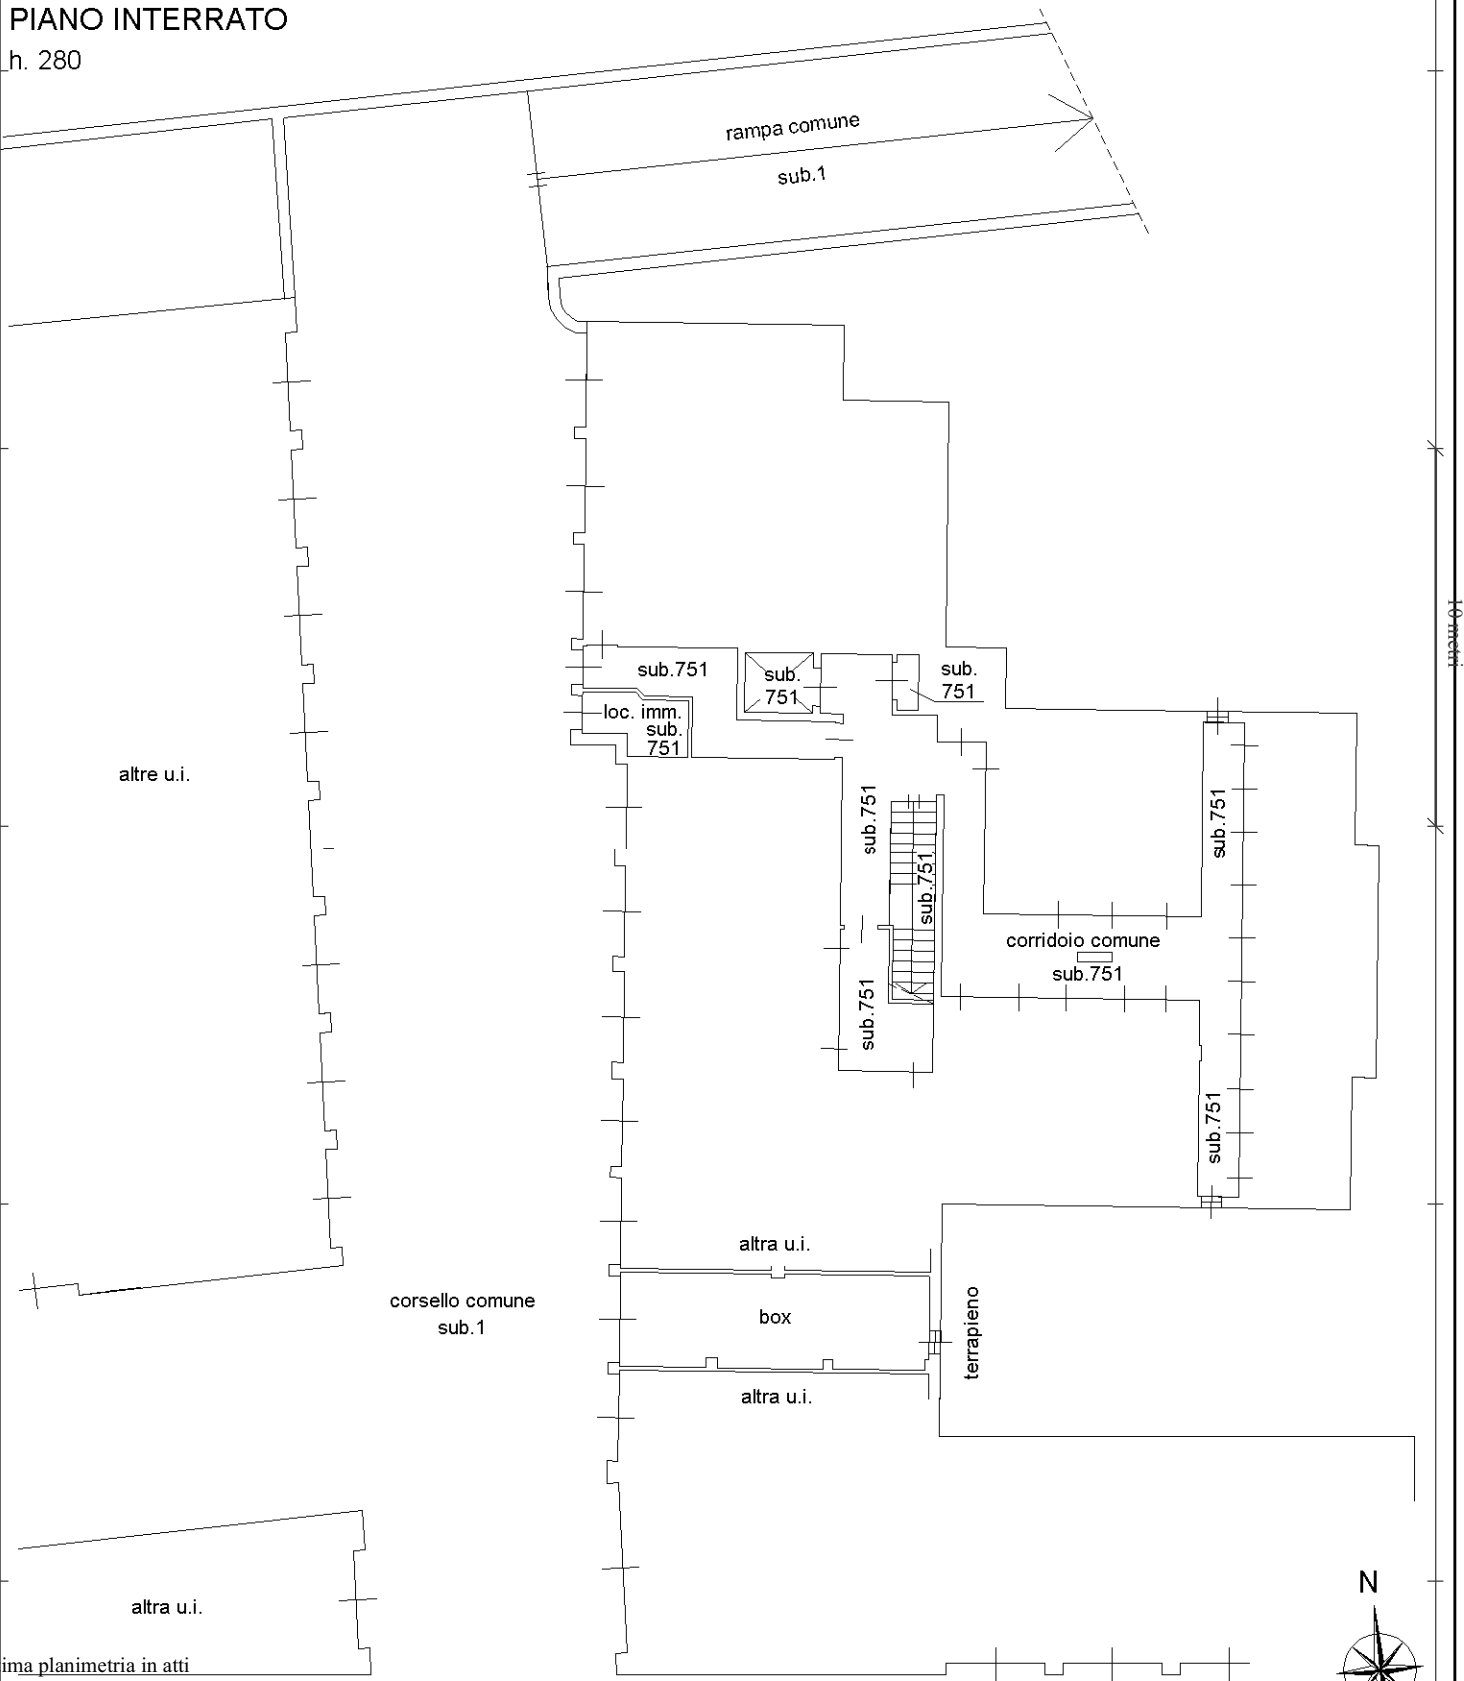 PIANO INTERRATO
h. 280
rampa comune
sub.1
10 metri
sub.751
sub.
751
sub.
751
loc. imm.
sub.
751
altre u.i.
sub.751
sub.751
sub.751
corridoio comune
sub.751
sub.751
sub.751
altra u.i.
corsello comune
sub.1
box
terrapieno
altra u.i.
N
altra u.i.
ima planimetria in atti